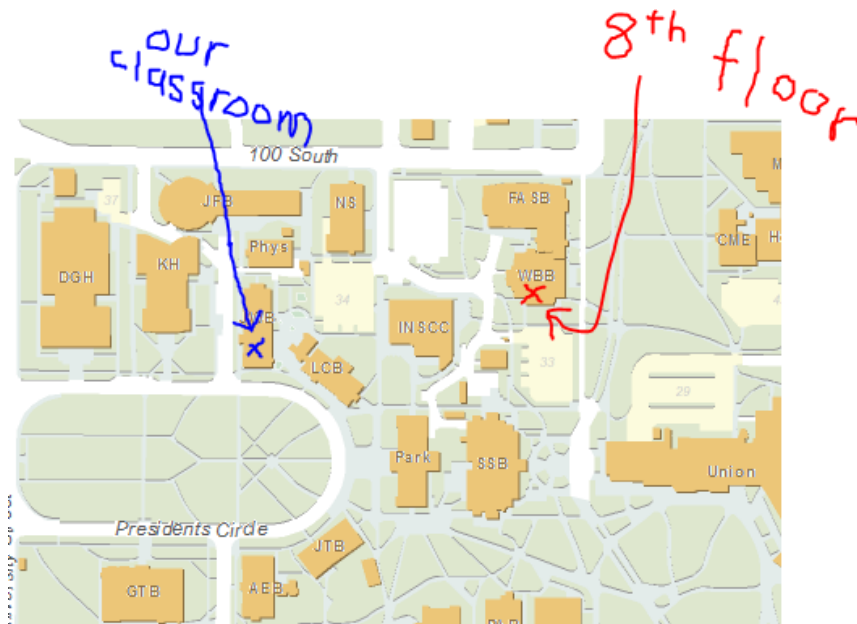 our
classroom
8th floor
100 South
37
JFB
NS
FASB
M
DGH
KH
Phys
WBB
CME
H
34
INSCC
LCB
33
29
Park
SSB
Union
Presidents Circle
JTB
GTB
AEB